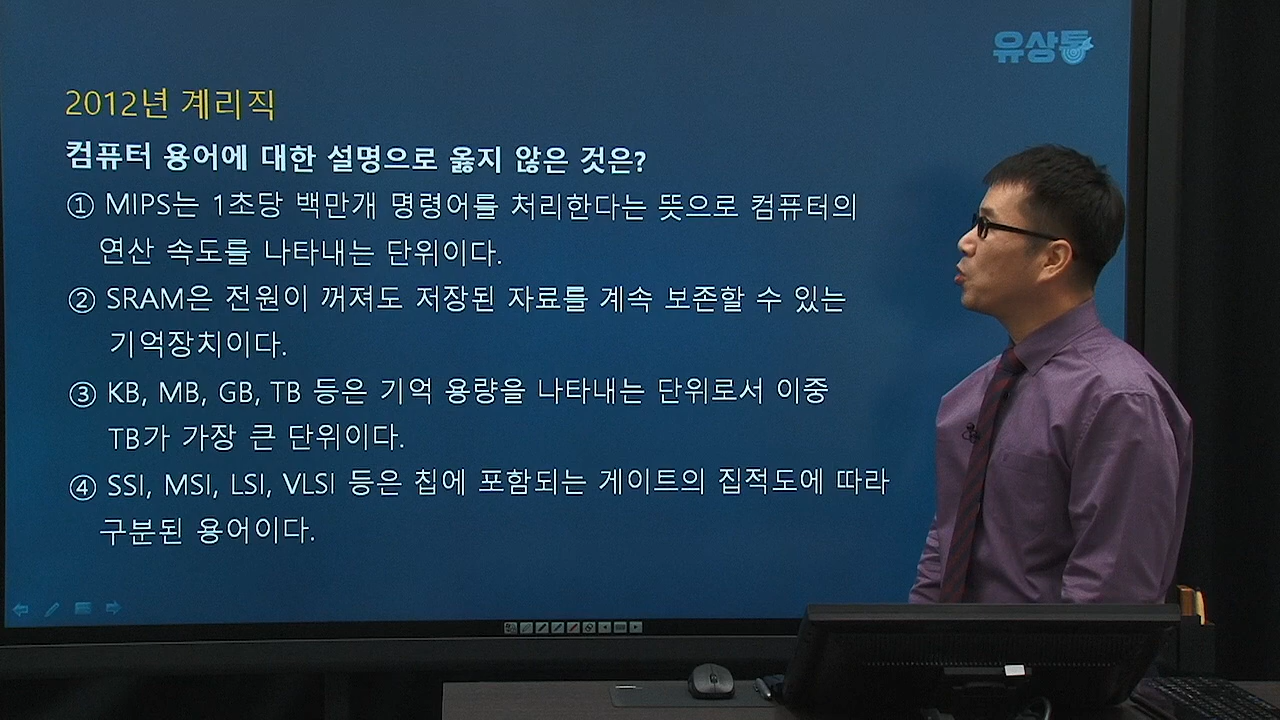 유상통
2012년 계리직
컴퓨터 용어에 대한 설명으로 옳지 않은 것은?
① MIPS는 1초당 백만개 명령어를 처리한다는 뜻으로 컴퓨터의
연산 속도를 나타내는 단위이다.
② SRAM은 전원이 꺼져도 저장된 자료를 계속 보존할 수 있는
기억장치이다.
③ KB, MB, GB, TB 등은 기억 용량을 나타내는 단위로서 이중
TB가 가장 큰 단위이다.
④ SSI, MSI, LSI, VLSI 등은 칩에 포함되는 게이트의 집적도에 따라
구분된 용어이다.